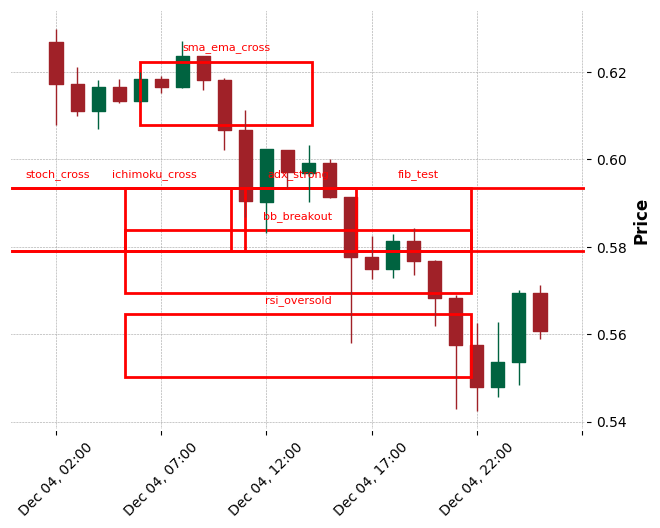 sma_ema_cross
0.62
0.60
stoch_cross ichimoku_cross adx_strong fib_test
bb_breakout
0.58
rsi_oversold
0.56
0.54
Price
Dec 04, 02:00
Dec 04, 07:00
Dec 04, 12:00
Dec 04, 17:00
Dec 04, 22:00